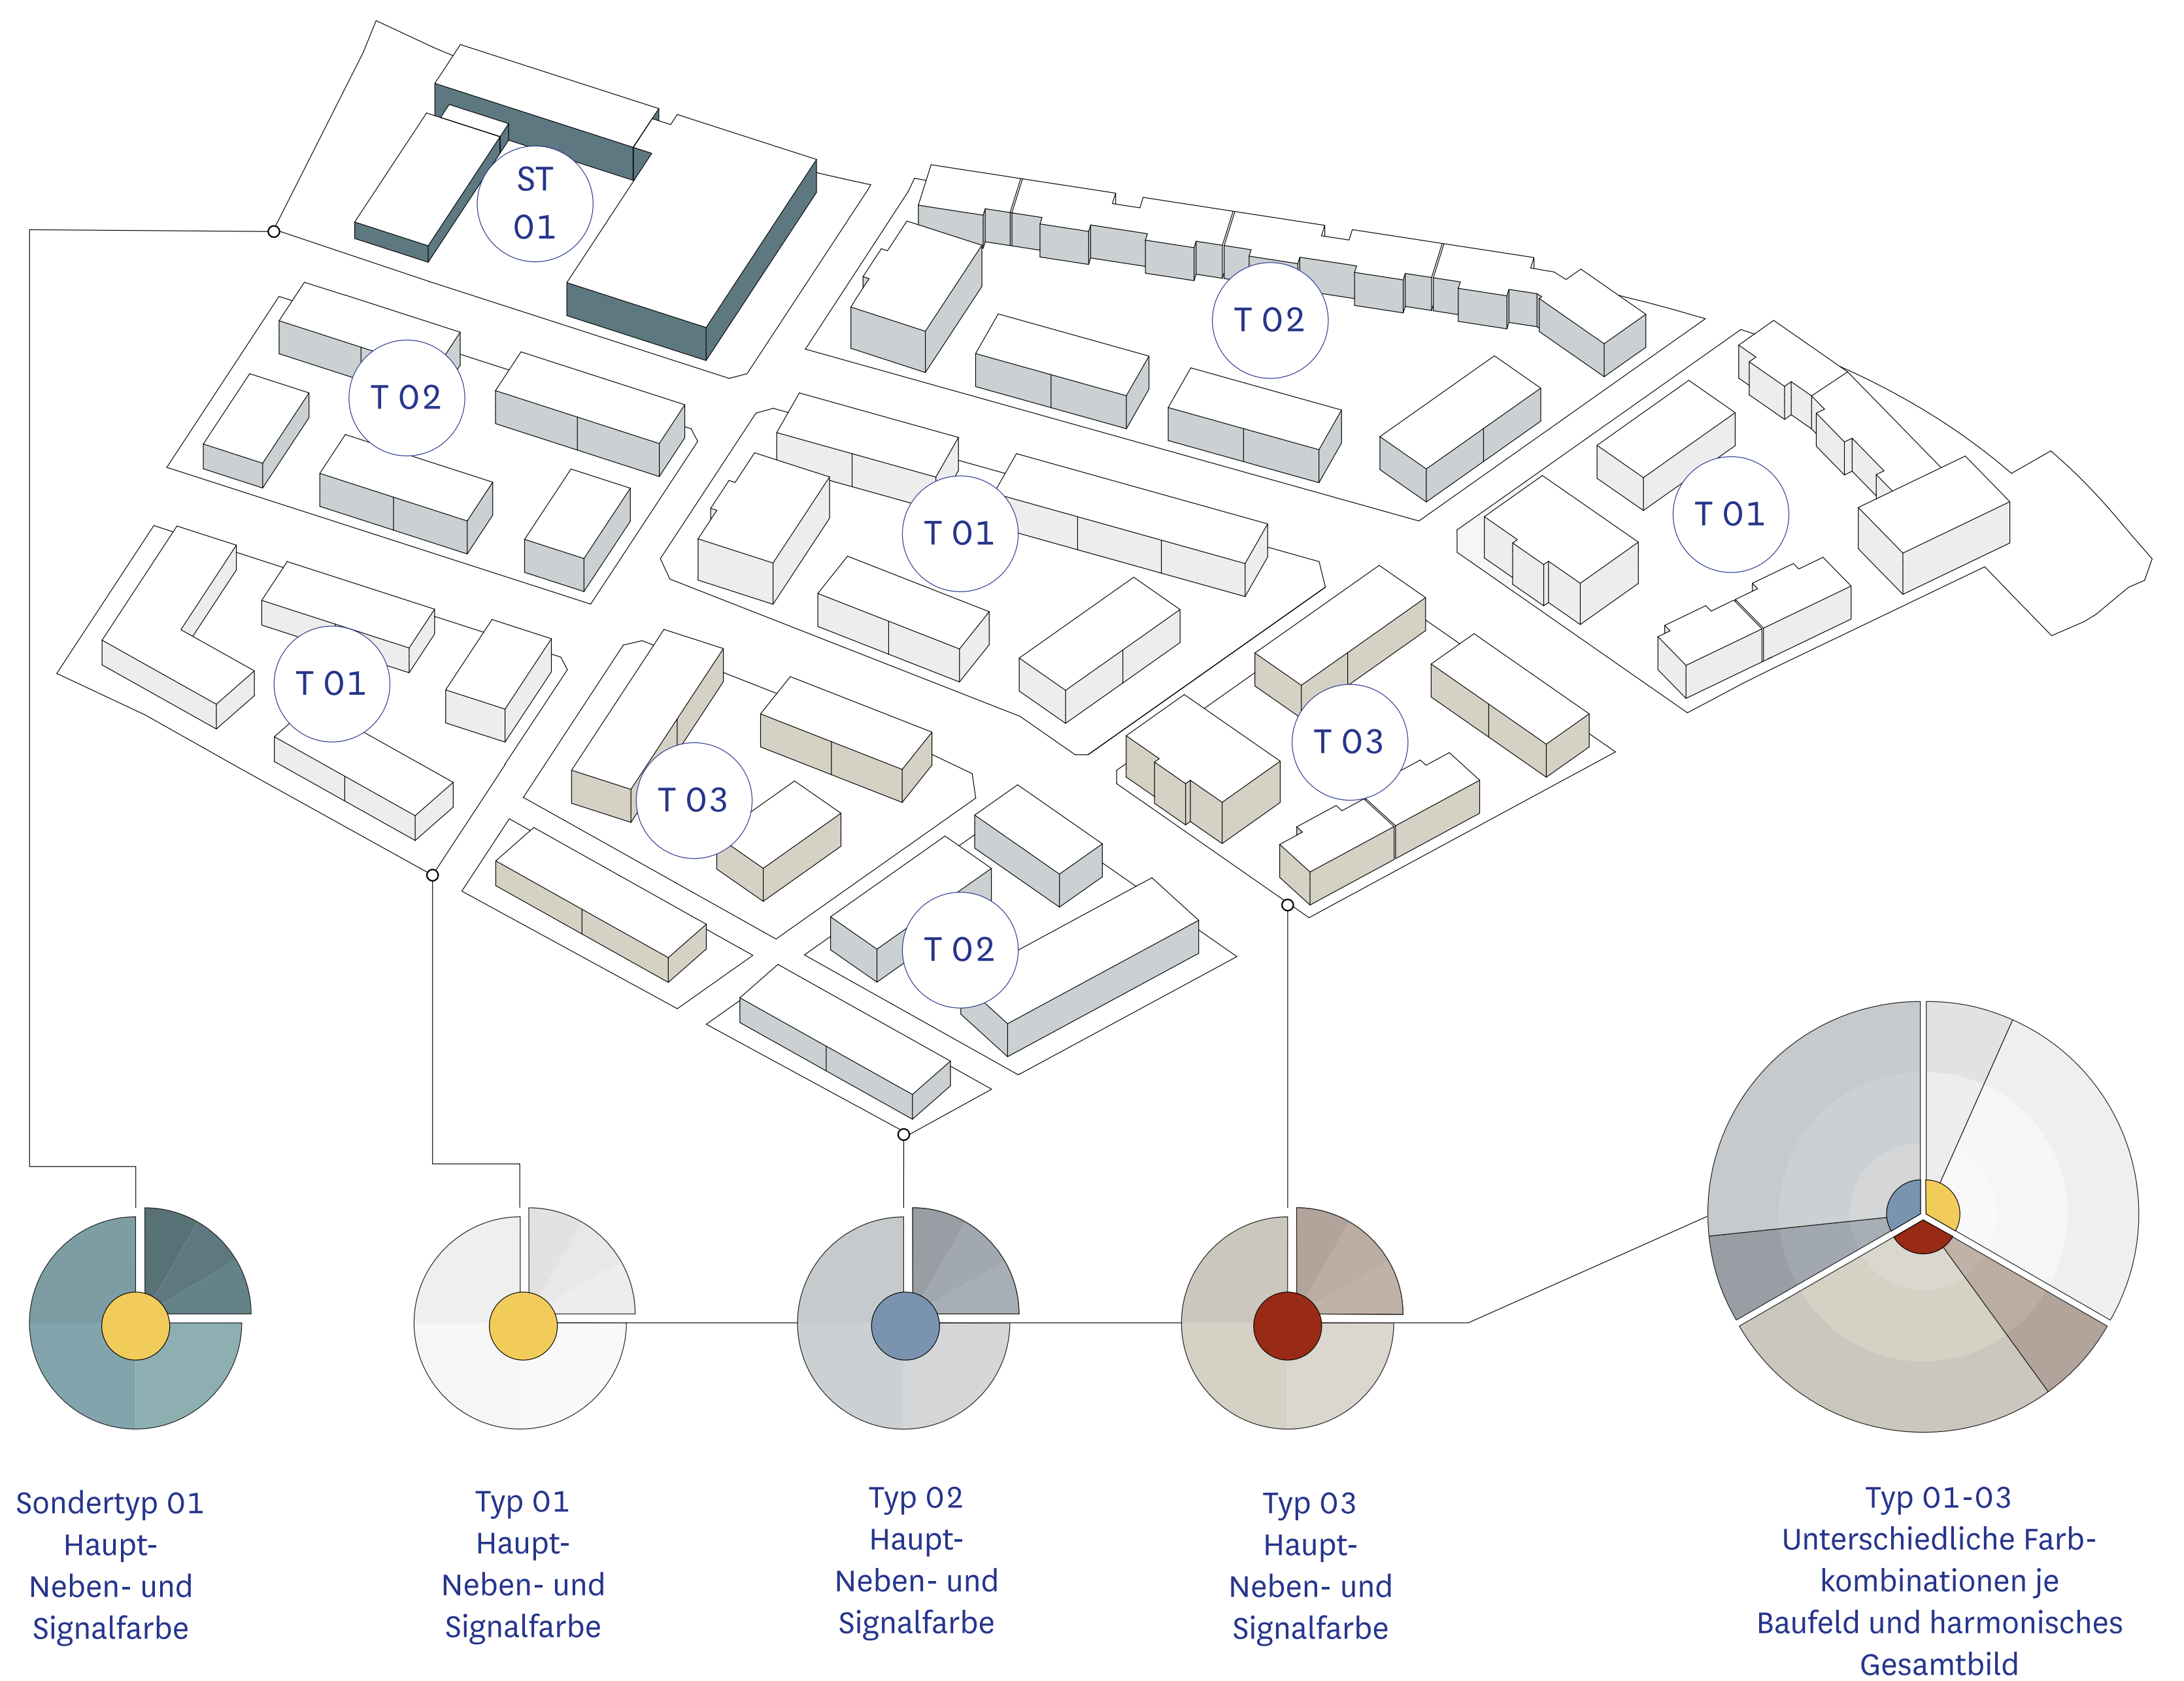 ST
01
T 02
T 02
T 01
T 01
T 01
T 03
T 03
T 02
Sondertyp 01
Haupt-
Neben- und
Signalfarbe
Typ 01
Haupt-
Neben- und
Signalfarbe
Typ 02
Haupt-
Neben- und
Signalfarbe
Typ 03
Haupt-
Neben- und
Signalfarbe
Typ 01-03
Unterschiedliche Farb-
kombinationen je
Baufeld und harmonisches
Gesamtbild